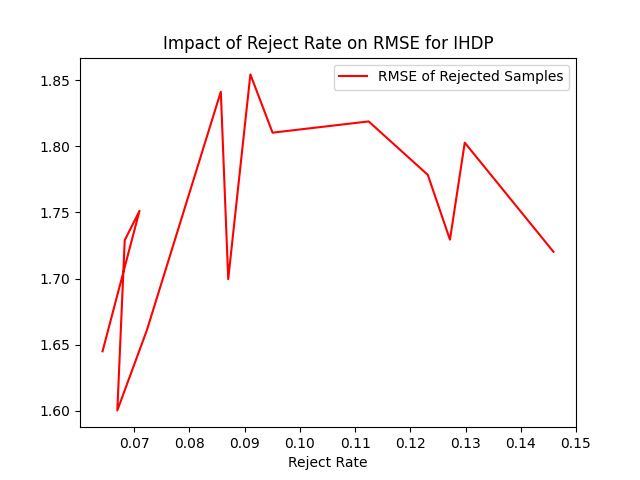 Impact of Reject Rate on RMSE for IHDP
RMSE of Rejected Samples
1.85
1.80
1.75
1.70
1.65
1.60
0.07 0.08 0.09 0.10 0.11 0.12 0.13 0.14 0.15
Reject Rate